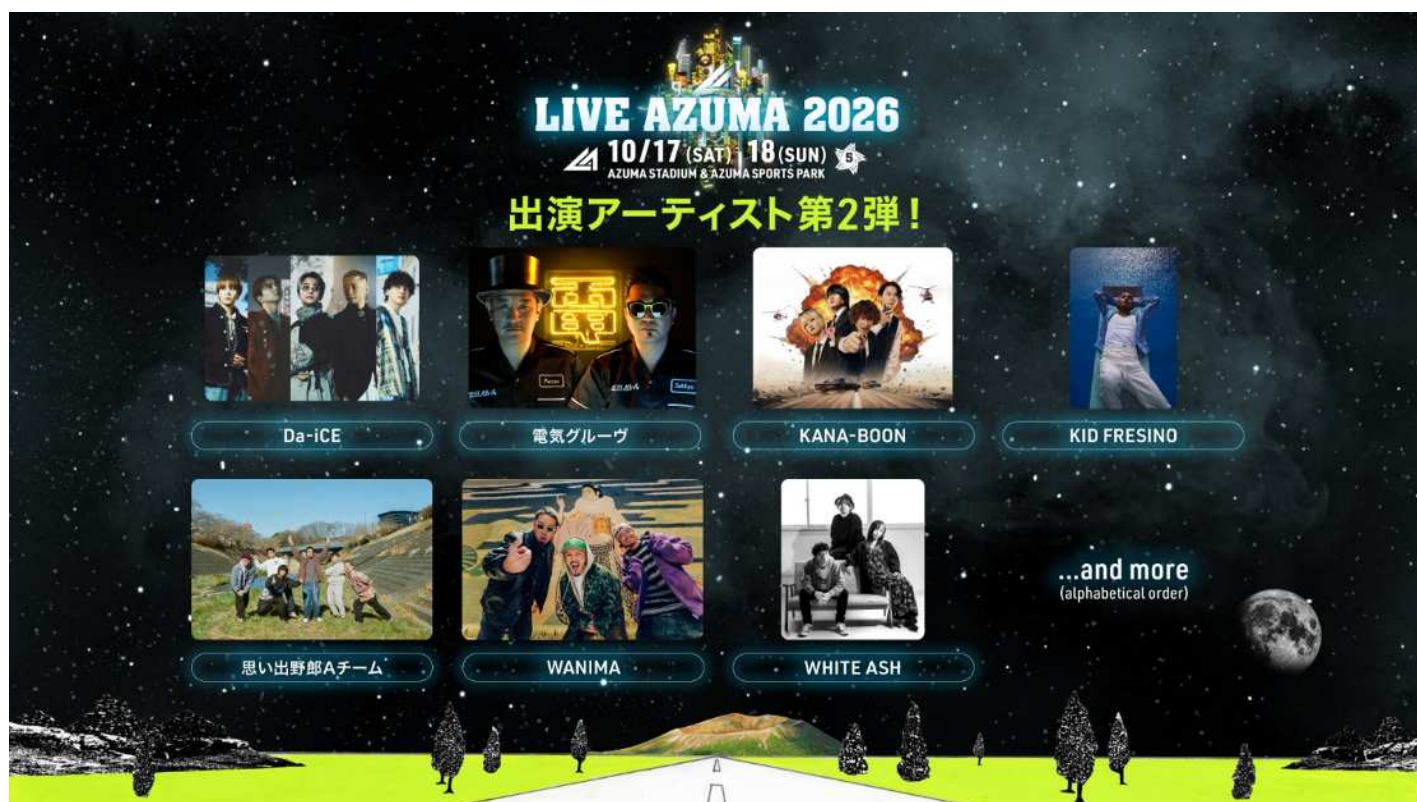 LIVE AZUMA 2026
10/17 (SAT) 18 (SUN) 5
AZUMA STADIUM & AZUMA SPORTS PARK
出演アーティスト第2弾！
Da-iCE
電気グルーヴ
KANA-BOON
KID FRESINO
思い出野郎Aチーム
WANIMA
WHITE ASH
...and more
(alphabetical order)